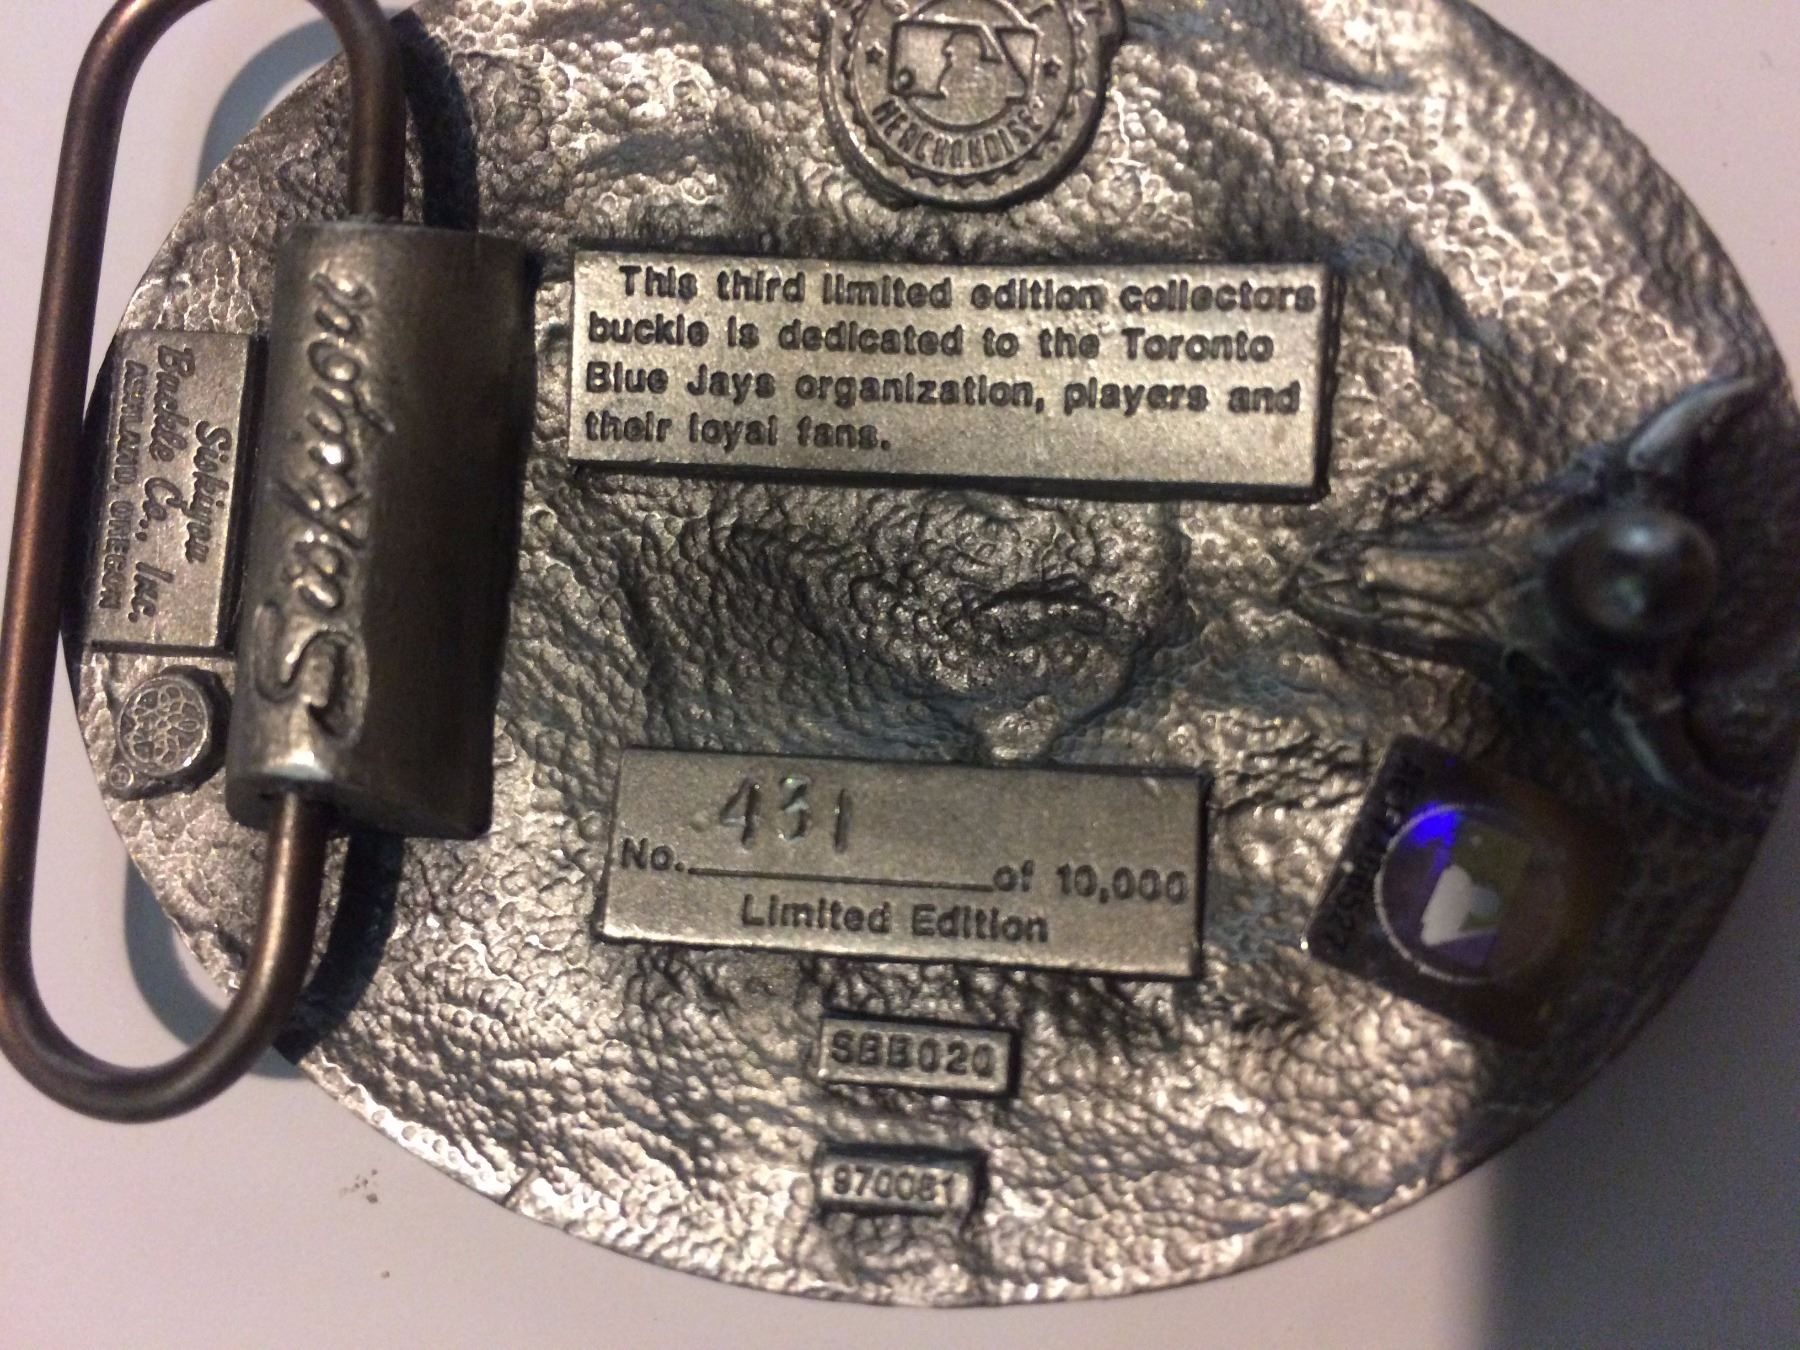 MERCHANDISE
This third limited edition collectors
buckle is dedicated to the Toronto
Blue Jays organization, players and
their loyal fans.
Siskiyou
Siskiyou
Buckle Co., Inc.
ASHLAND, OREGON
431
No. of 10,000
Limited Edition
SBB020
970081